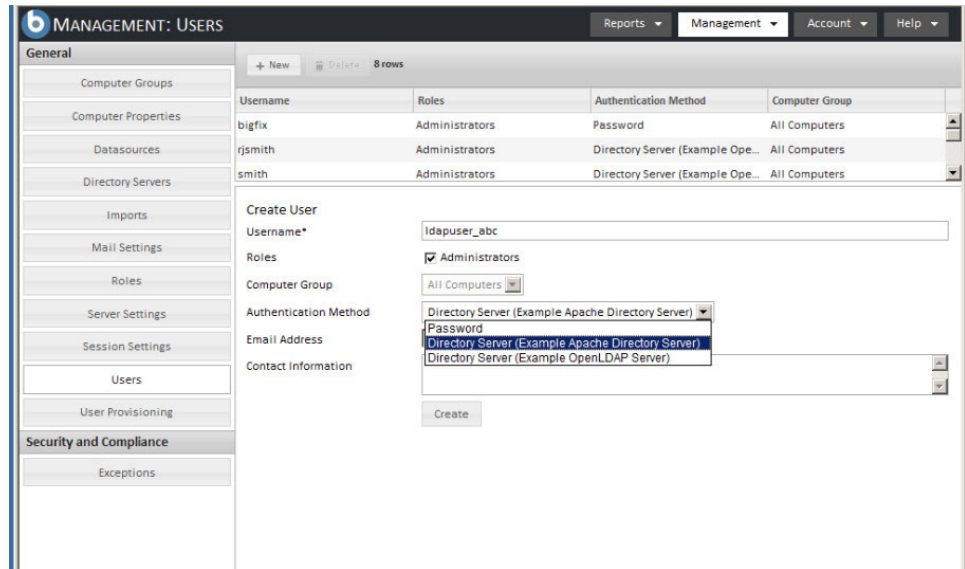 b MANAGEMENT: USERS
Reports
Management
Account
Help
General
Computer Groups
Computer Properties
Datasources
Directory Servers
Imports
Mail Settings
Roles
Server Settings
Session Settings
Users
User Provisioning
Security and Compliance
Exceptions
+ New
Delete
8 rows
Username Roles Authentication Method Computer Group
bigfix Administrators Password All Computers
rjsmith Administrators Directory Server (Example Ope... All Computers
smith Administrators Directory Server (Example Ope... All Computers
Create User
Username* ldapuser_abc
Roles Administrators
Computer Group All Computers
Authentication Method Directory Server (Example Apache Directory Server)
Password
Email Address Directory Server (Example Apache Directory Server)
Directory Server (Example OpenLDAP Server)
Contact Information
Create